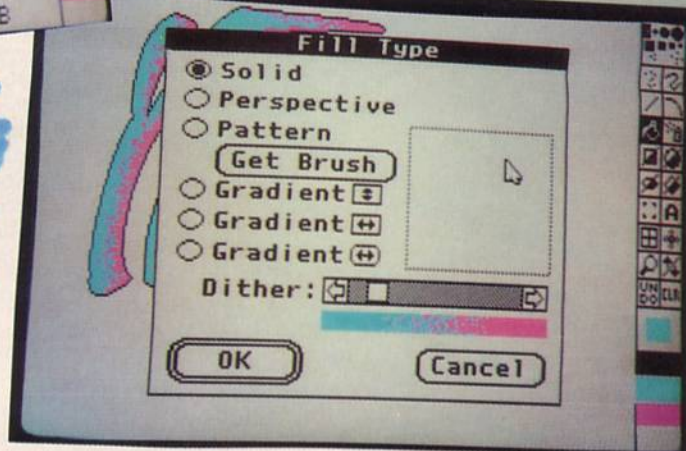 B
Fill Type
Solid
Perspective
Pattern
Get Brush
Gradient
Gradient
Gradient
Dither:
OK
Cancel
A
UN
DO
CLR